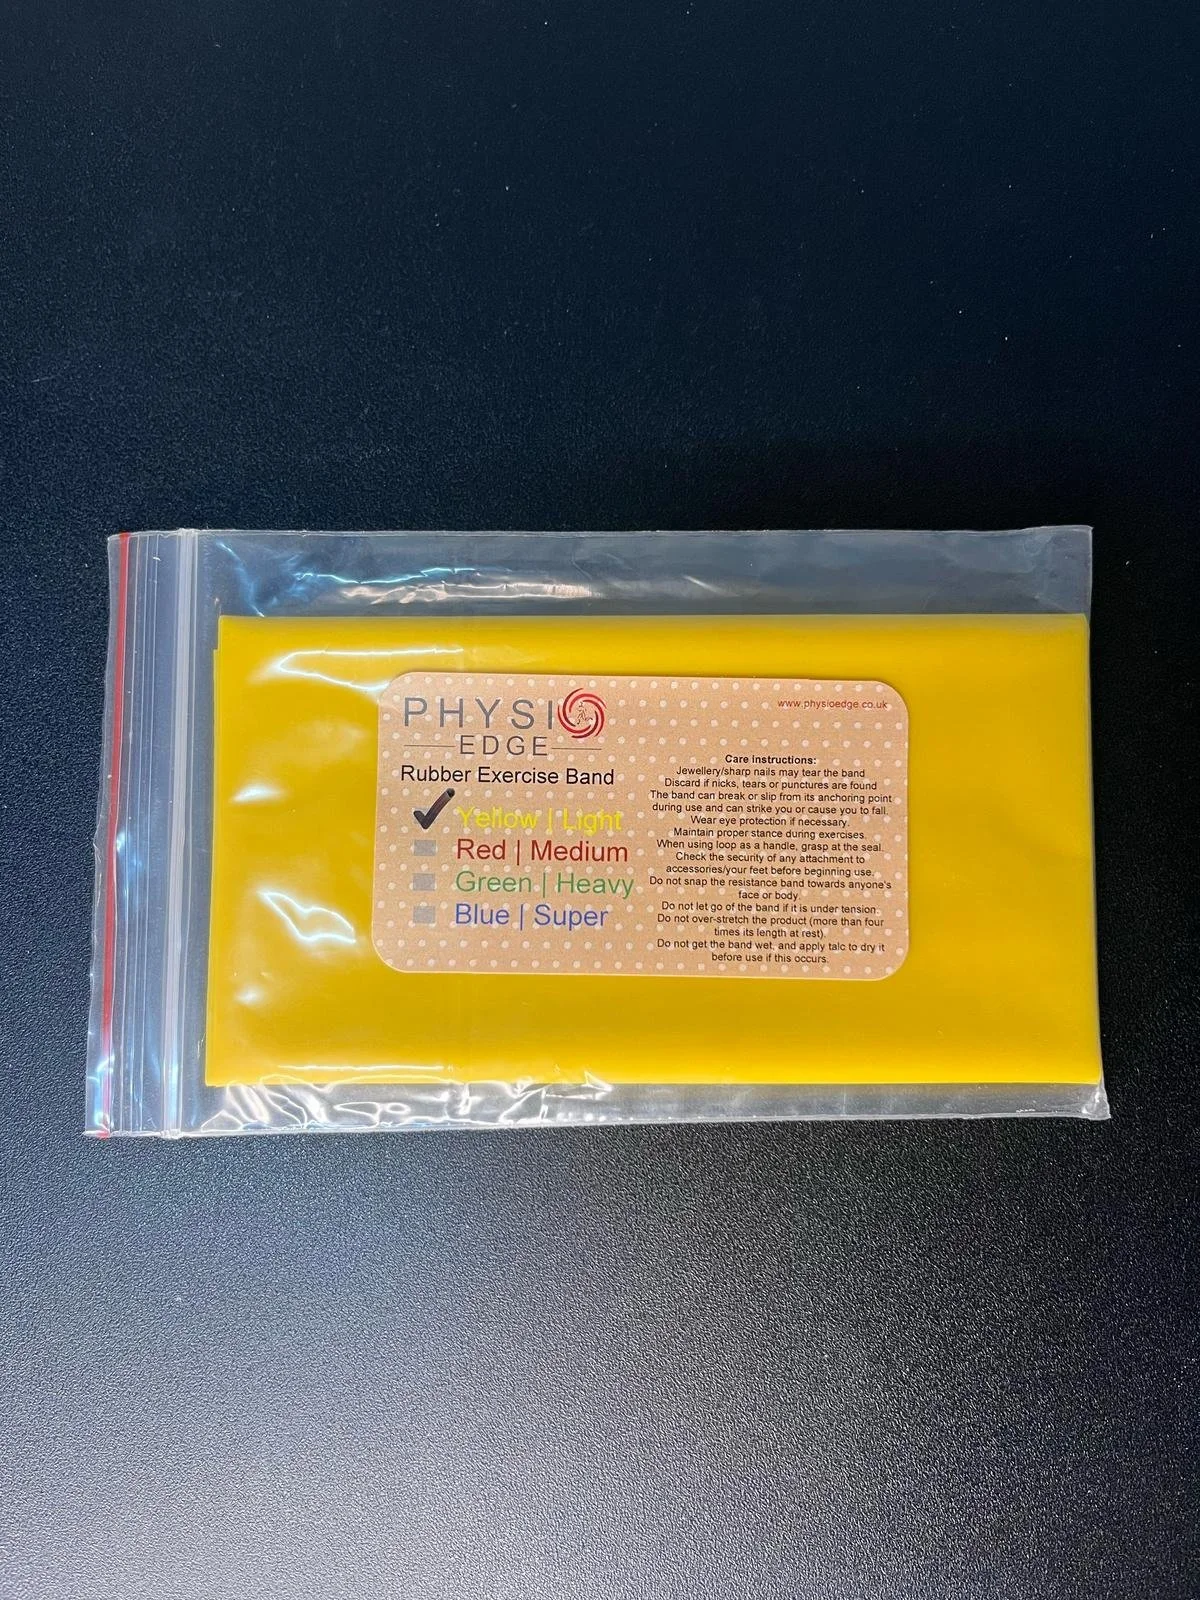 PHYSIO
EDGE
Rubber Exercise Band
Yellow | Light
Red | Medium
Green | Heavy
Blue | Super
www.physioedge.co.uk
Care instructions:
Jewellery/sharp nails may tear the band
Discard if nicks, tears or punctures are found
The band can break or slip from its anchoring point
during use and can strike you or cause you to fall.
Wear eye protection if necessary.
Maintain proper stance during exercises.
When using loop as a handle, grasp at the seal.
Check the security of any attachment to
accessories/your feet before beginning use.
Do not snap the resistance band towards anyone's
face or body.
Do not let go of the band if it is under tension.
Do not over-stretch the product (more than four
times its length at rest).
Do not get the band wet, and apply talc to dry it
before use if this occurs.